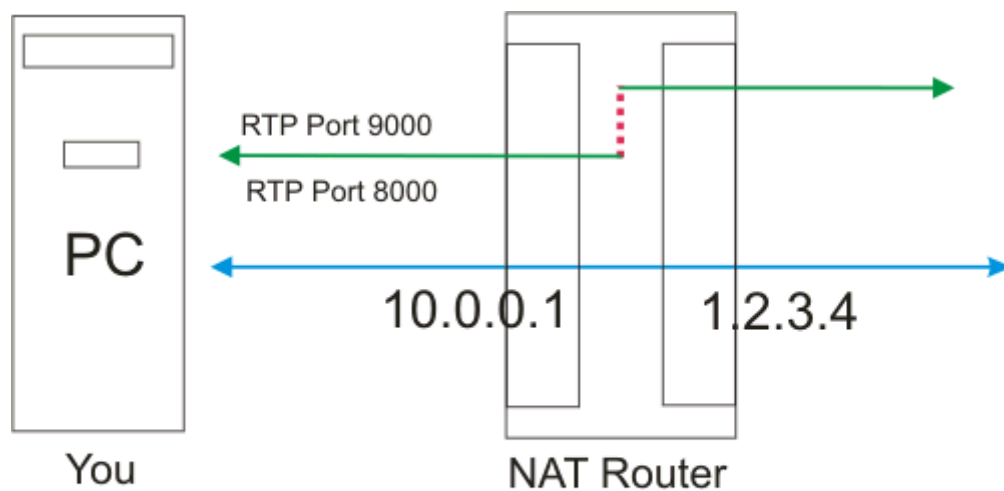 RTP Port 9000
RTP Port 8000
PC
10.0.0.1
1.2.3.4
You
NAT Router